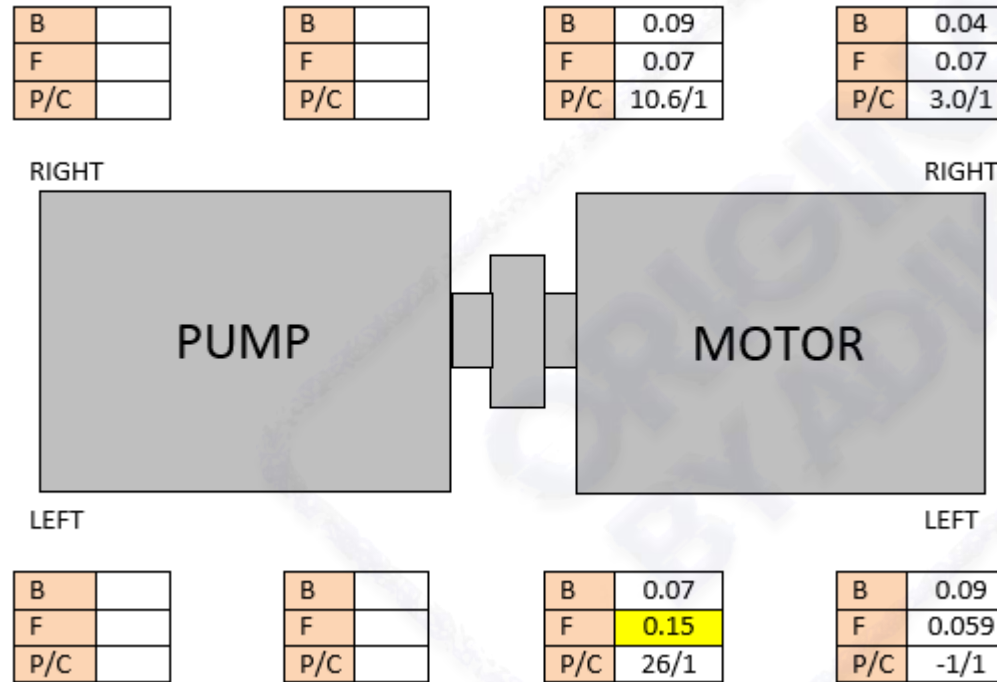 B B B 0.09 B 0.04
F F F 0.07 F 0.07
P/C P/C P/C 10.6/1 P/C 3.0/1
RIGHT RIGHT
PUMP MOTOR
LEFT LEFT
B B B 0.07 B 0.09
F F F 0.15 F 0.059
P/C P/C P/C 26/1 P/C -1/1